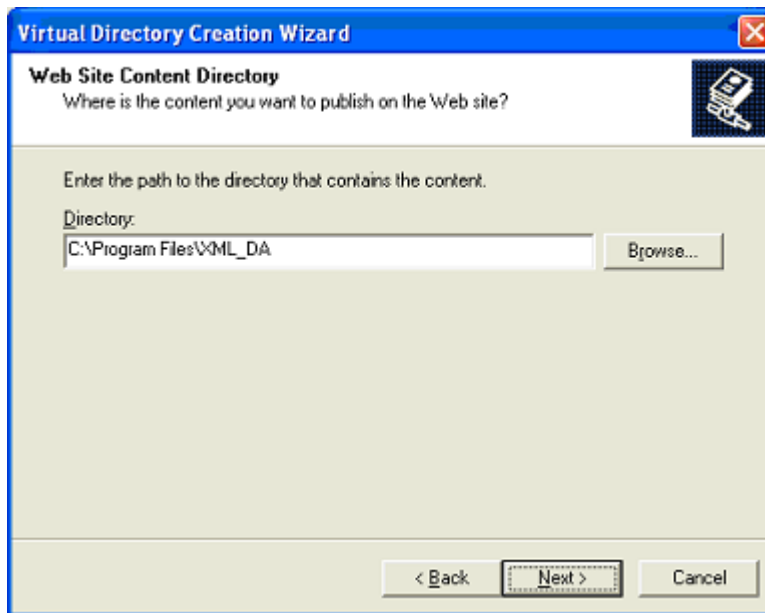 Virtual Directory Creation Wizard
Web Site Content Directory
Where is the content you want to publish on the Web site?
Enter the path to the directory that contains the content.
Directory:
C:\Program Files\XML_DA
Browse...
< Back
Next >
Cancel